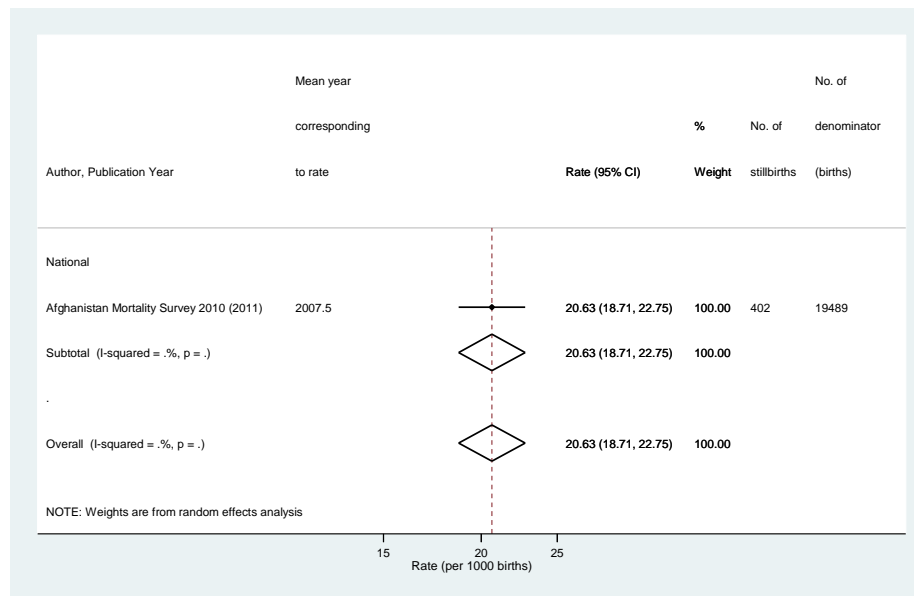 Mean year No. of
corresponding % No. of denominator
Author, Publication Year to rate Rate (95% CI) Weight stillbirths (births)
National
Afghanistan Mortality Survey 2010 (2011) 2007.5 20.63 (18.71, 22.75) 100.00 402 19489
Subtotal (I-squared = .%, p = .) 20.63 (18.71, 22.75) 100.00
.
Overall (I-squared = .%, p = .) 20.63 (18.71, 22.75) 100.00
NOTE: Weights are from random effects analysis
15 20 25
Rate (per 1000 births)